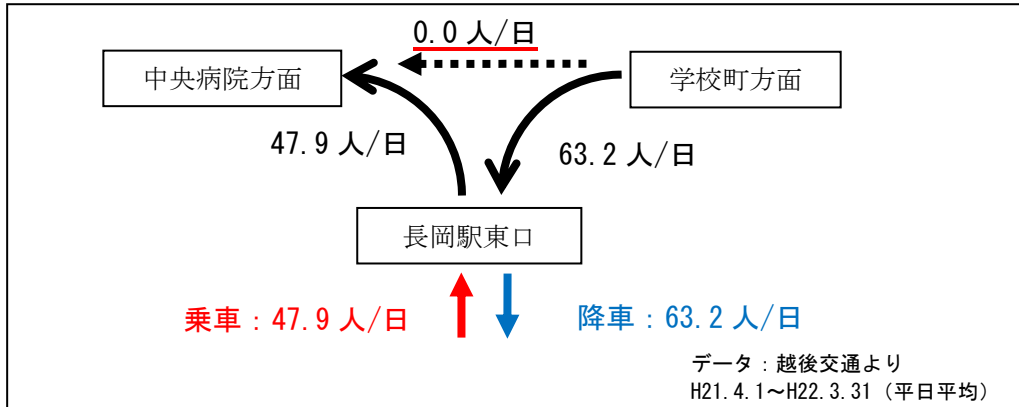 0.0 人/日
中央病院方面
学校町方面
47.9 人/日
63.2 人/日
長岡駅東口
乗車：47.9 人/日
降車：63.2 人/日
データ：越後交通より
H21.4.1～H22.3.31（平日平均）